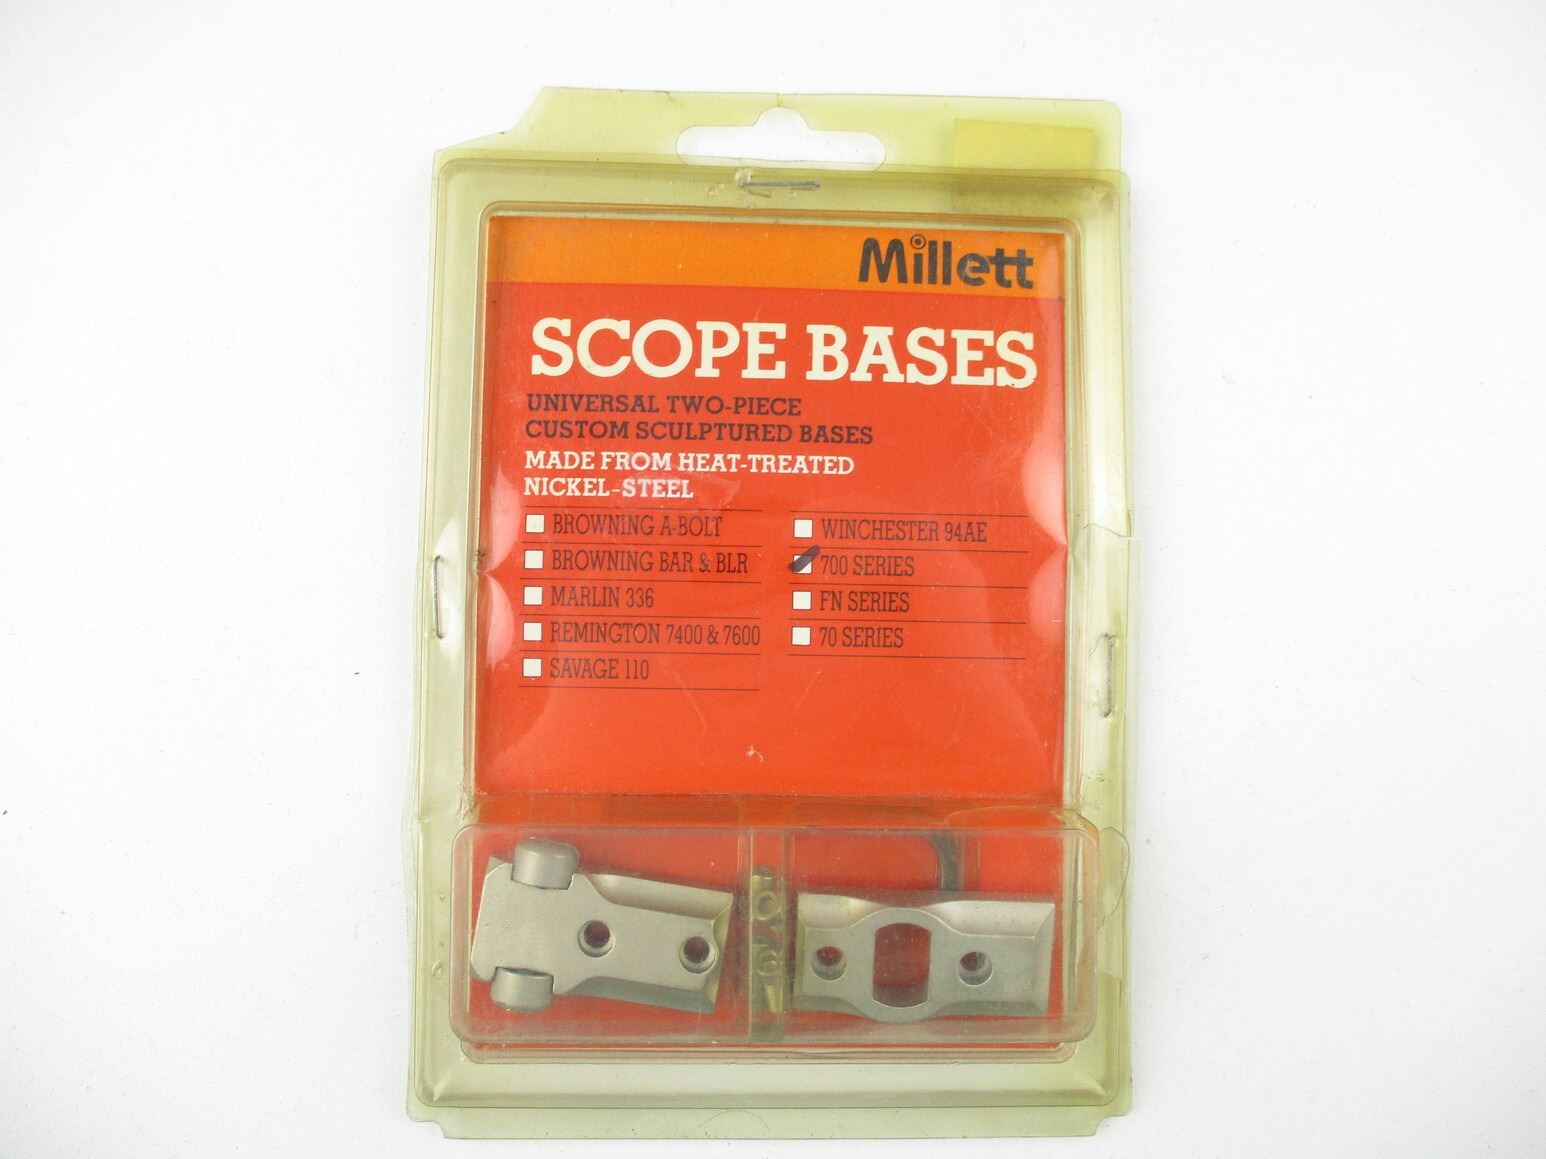 Millett
SCOPE BASES
UNIVERSAL TWO-PIECE
CUSTOM SCULPTURED BASES
MADE FROM HEAT-TREATED
NICKEL-STEEL
BROWNING A-BOLT
BROWNING BAR & BLR
MARLIN 336
REMINGTON 7400 & 7600
SAVAGE 110
WINCHESTER 94AE
700 SERIES
FN SERIES
70 SERIES